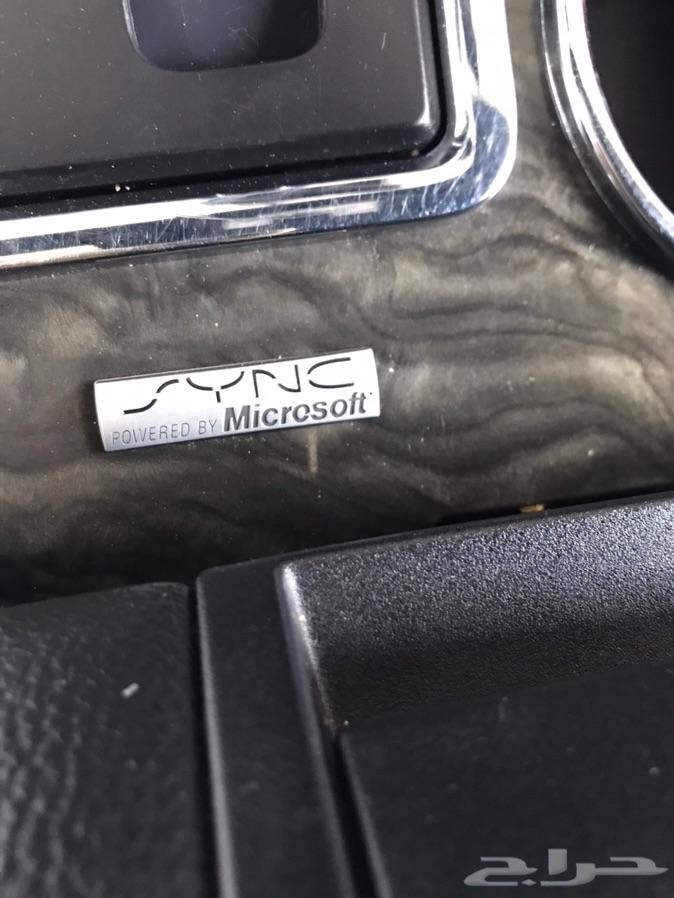 SYNC
POWERED BY Microsoft
حراج